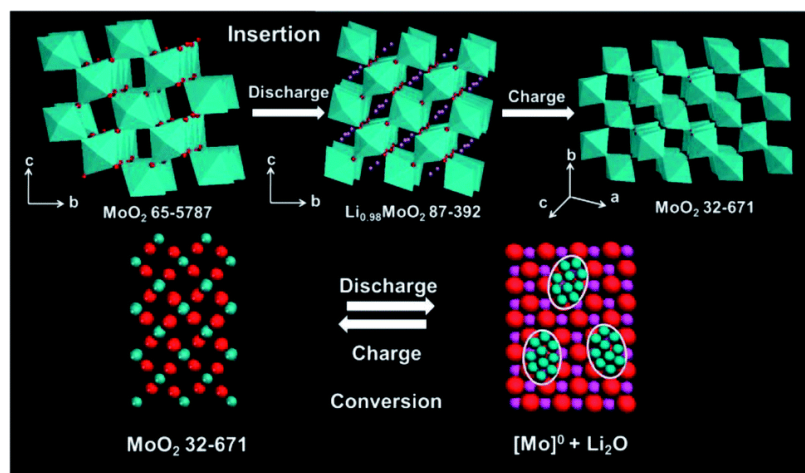 Insertion
Discharge
Charge
c
b
c
b
b
c
a
MoO₂ 65-5787
Li₀.₉₈MoO₂ 87-392
MoO₂ 32-671
Discharge
Charge
Conversion
MoO₂ 32-671
[Mo]⁰ + Li₂O